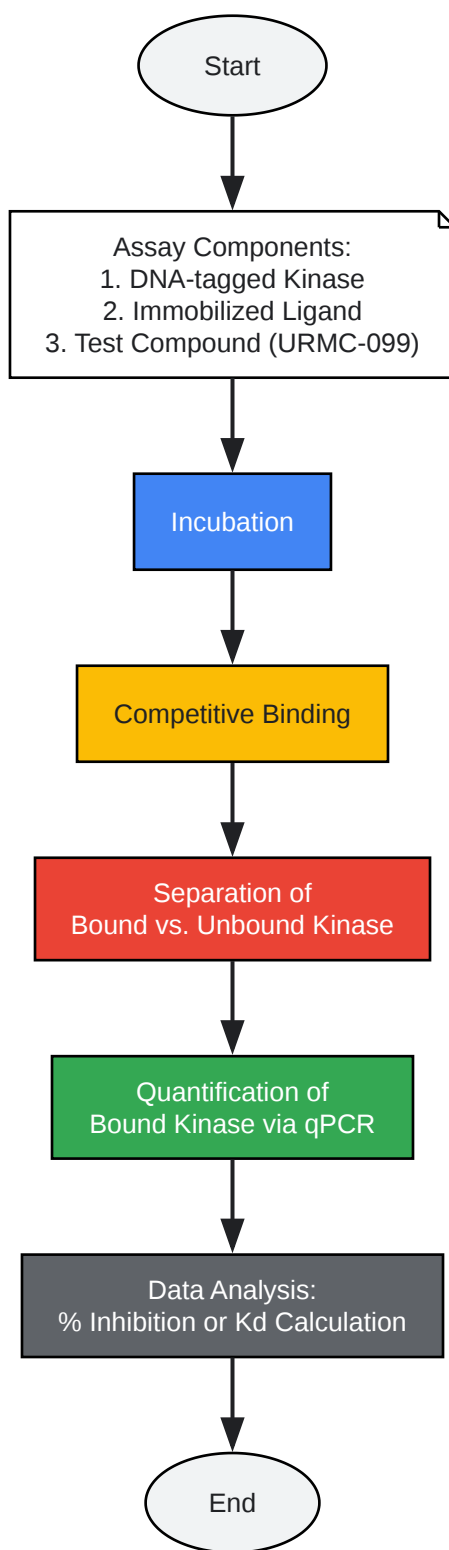 Start
Assay Components:
1. DNA-tagged Kinase
2. Immobilized Ligand
3. Test Compound (URMC-099)
Incubation
Competitive Binding
Separation of
Bound vs. Unbound Kinase
Quantification of
Bound Kinase via qPCR
Data Analysis:
% Inhibition or Kd Calculation
End